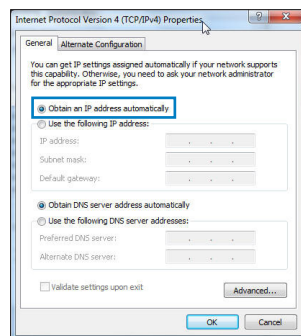 Internet Protocol Version 4 (TCP/IPv4) Properties
General
Alternate Configuration
You can get IP settings assigned automatically if your network supports
this capability. Otherwise, you need to ask your network administrator
for the appropriate IP settings.
Obtain an IP address automatically
Use the following IP address:
IP address:
Subnet mask:
Default gateway:
Obtain DNS server address automatically
Use the following DNS server addresses:
Preferred DNS server:
Alternate DNS server:
Validate settings upon exit
Advanced...
OK
Cancel